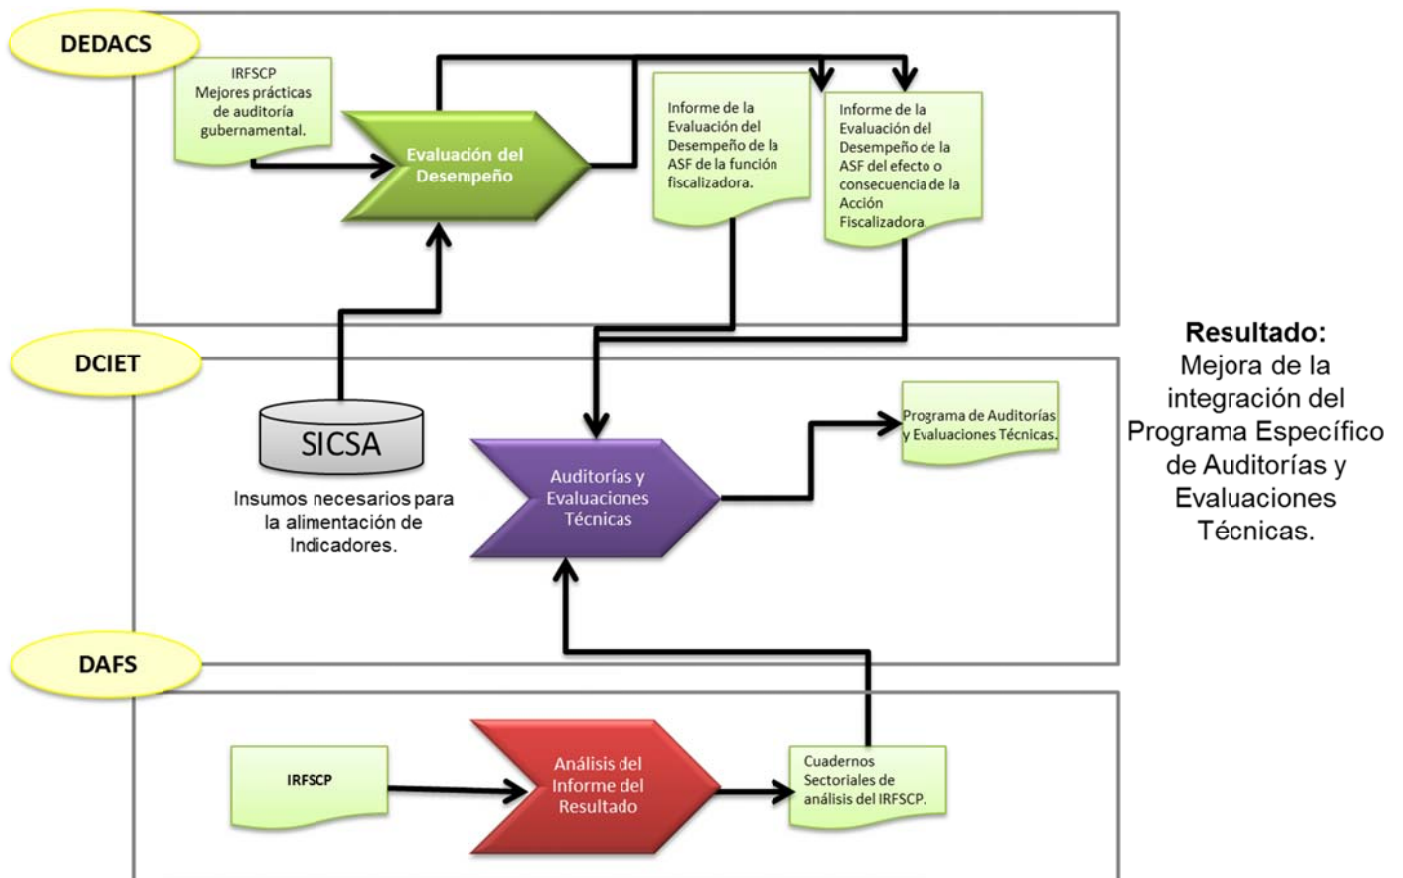 DEDACS
IRFSCP
Mejores prácticas
de auditoría
gubernamental.
Evaluación del
Desempeño
Informe de la
Evaluación del
Desempeño de la
ASF de la función
fiscalizadora.
Informe de la
Evaluación del
Desempeño de la
ASF del efecto o
consecuencia de la
Acción
Fiscalizadora.
DCIET
SICSA
Insumos necesarios para
la alimentación de
Indicadores.
Auditorías y
Evaluaciones
Técnicas
Programa de Auditorías
y Evaluaciones Técnicas.
Resultado:
Mejora de la
integración del
Programa Específico
de Auditorías y
Evaluaciones
Técnicas.
DAFS
IRFSCP
Análisis del
Informe del
Resultado
Cuadernos
Sectoriales de
análisis del IRFSCP.